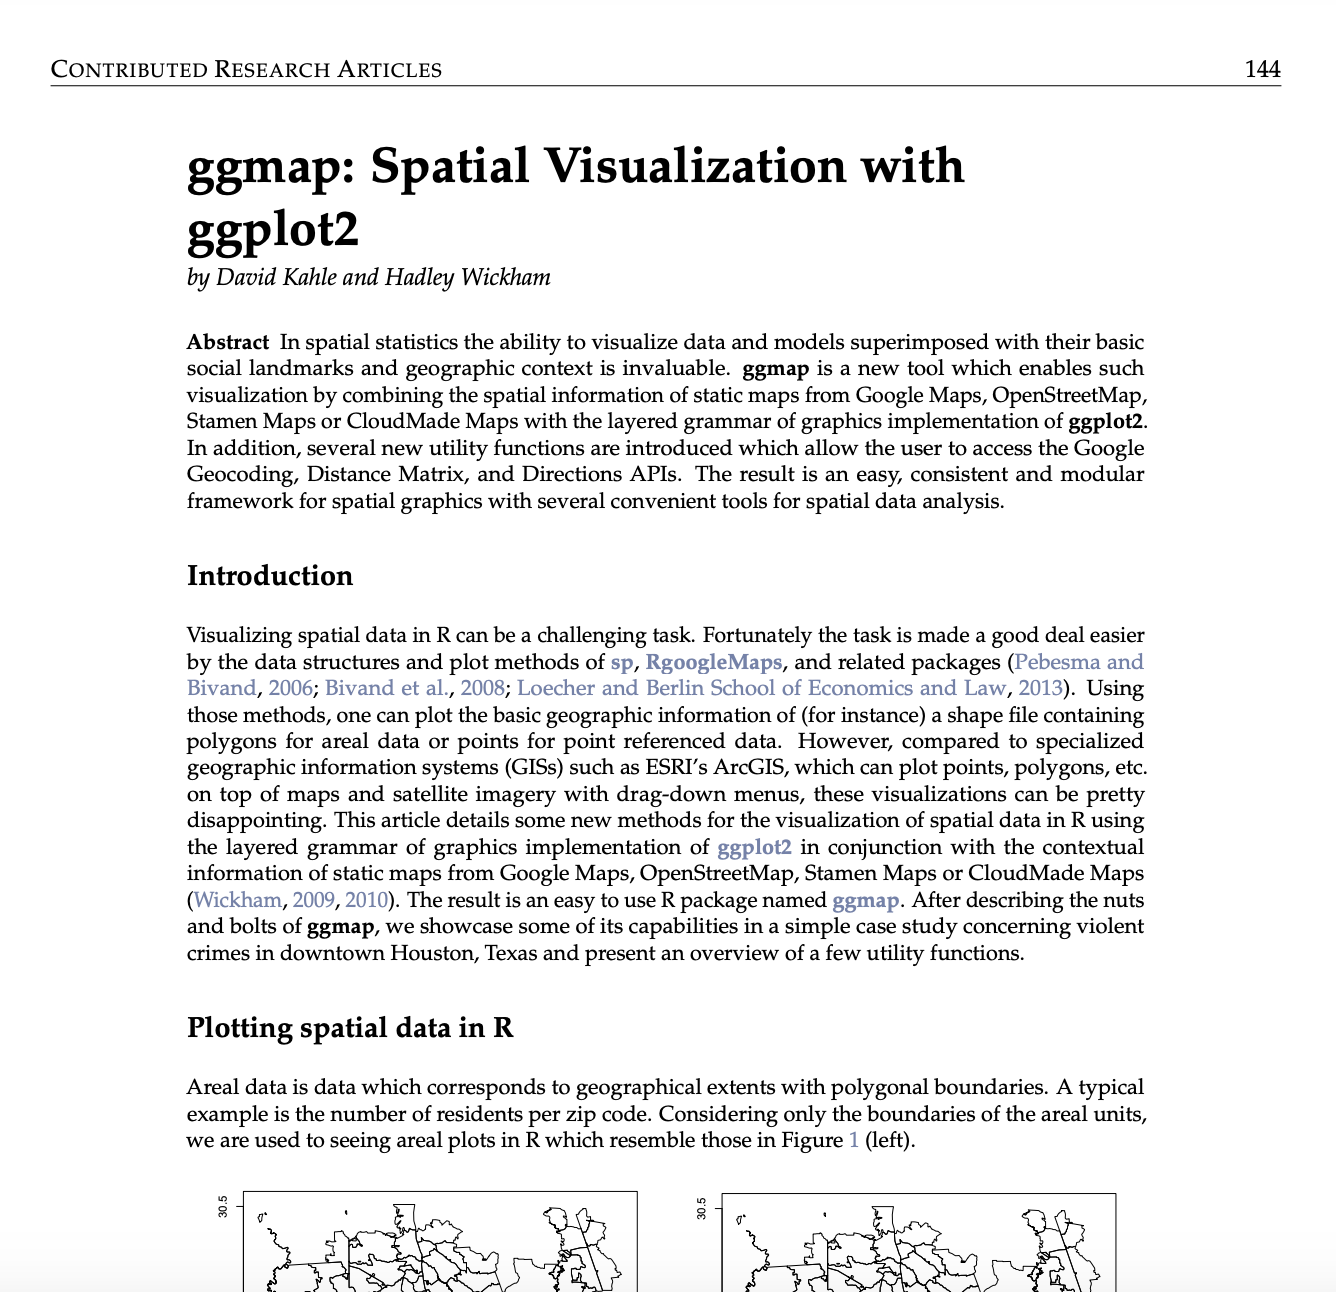 CONTRIBUTED RESEARCH ARTICLES 144
ggmap: Spatial Visualization with
ggplot2
by David Kahle and Hadley Wickham
Abstract In spatial statistics the ability to visualize data and models superimposed with their basic
social landmarks and geographic context is invaluable. ggmap is a new tool which enables such
visualization by combining the spatial information of static maps from Google Maps, OpenStreetMap,
Stamen Maps or CloudMade Maps with the layered grammar of graphics implementation of ggplot2.
In addition, several new utility functions are introduced which allow the user to access the Google
Geocoding, Distance Matrix, and Directions APIs. The result is an easy, consistent and modular
framework for spatial graphics with several convenient tools for spatial data analysis.
Introduction
Visualizing spatial data in R can be a challenging task. Fortunately the task is made a good deal easier
by the data structures and plot methods of sp, RgoogleMaps, and related packages (Pebesma and
Bivand, 2006; Bivand et al., 2008; Loecher and Berlin School of Economics and Law, 2013). Using
those methods, one can plot the basic geographic information of (for instance) a shape file containing
polygons for areal data or points for point referenced data. However, compared to specialized
geographic information systems (GISs) such as ESRI's ArcGIS, which can plot points, polygons, etc.
on top of maps and satellite imagery with drag-down menus, these visualizations can be pretty
disappointing. This article details some new methods for the visualization of spatial data in R using
the layered grammar of graphics implementation of ggplot2 in conjunction with the contextual
information of static maps from Google Maps, OpenStreetMap, Stamen Maps or CloudMade Maps
(Wickham, 2009, 2010). The result is an easy to use R package named ggmap. After describing the nuts
and bolts of ggmap, we showcase some of its capabilities in a simple case study concerning violent
crimes in downtown Houston, Texas and present an overview of a few utility functions.
Plotting spatial data in R
Areal data is data which corresponds to geographical extents with polygonal boundaries. A typical
example is the number of residents per zip code. Considering only the boundaries of the areal units,
we are used to seeing areal plots in R which resemble those in Figure 1 (left).
30.5
30.5